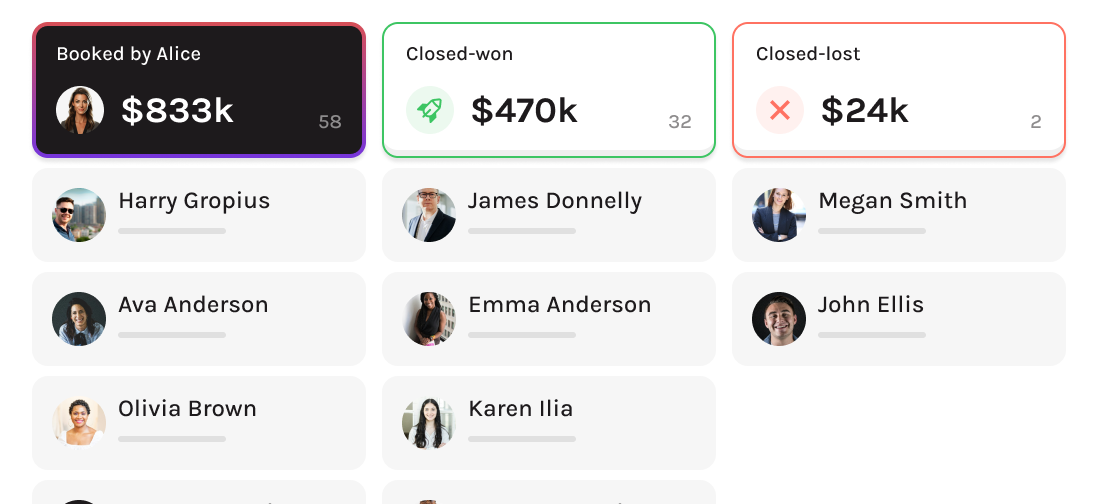 Booked by Alice
$833k
58
Closed-won
$470k
32
Closed-lost
$24k
2
Harry Gropius
James Donnelly
Megan Smith
Ava Anderson
Emma Anderson
John Ellis
Olivia Brown
Karen Ilia